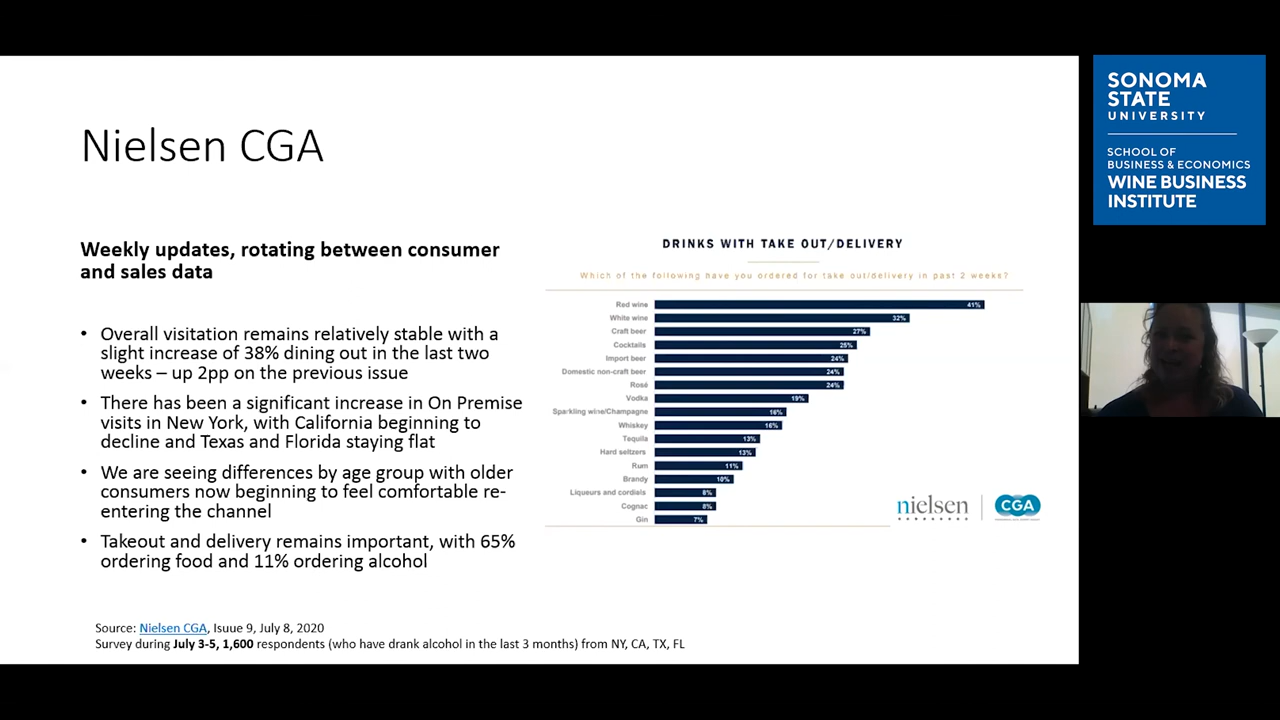 Nielsen CGA
Weekly updates, rotating between consumer
and sales data
• Overall visitation remains relatively stable with a
slight increase of 38% dining out in the last two
weeks – up 2pp on the previous issue
• There has been a significant increase in On Premise
visits in New York, with California beginning to
decline and Texas and Florida staying flat
• We are seeing differences by age group with older
consumers now beginning to feel comfortable re-
entering the channel
• Takeout and delivery remains important, with 65%
ordering food and 11% ordering alcohol
Source: Nielsen CGA, Isuue 9, July 8, 2020
Survey during July 3-5, 1,600 respondents (who have drank alcohol in the last 3 months) from NY, CA, TX, FL
DRINKS WITH TAKE OUT/DELIVERY
Which of the following have you ordered for take out/delivery in past 2 weeks?
Red wine 41%
White wine 32%
Craft beer 27%
Cocktails 25%
Import beer 24%
Domestic non-craft beer 24%
Rosé 24%
Vodka 19%
Sparkling wine/Champagne 16%
Whiskey 16%
Tequila 13%
Hard seltzers 13%
Rum 11%
Brandy 10%
Liqueurs and cordials 8%
Cognac 8%
Gin 7%
nielsen
CGA
SONOMA
STATE
UNIVERSITY
SCHOOL OF
BUSINESS & ECONOMICS
WINE BUSINESS
INSTITUTE